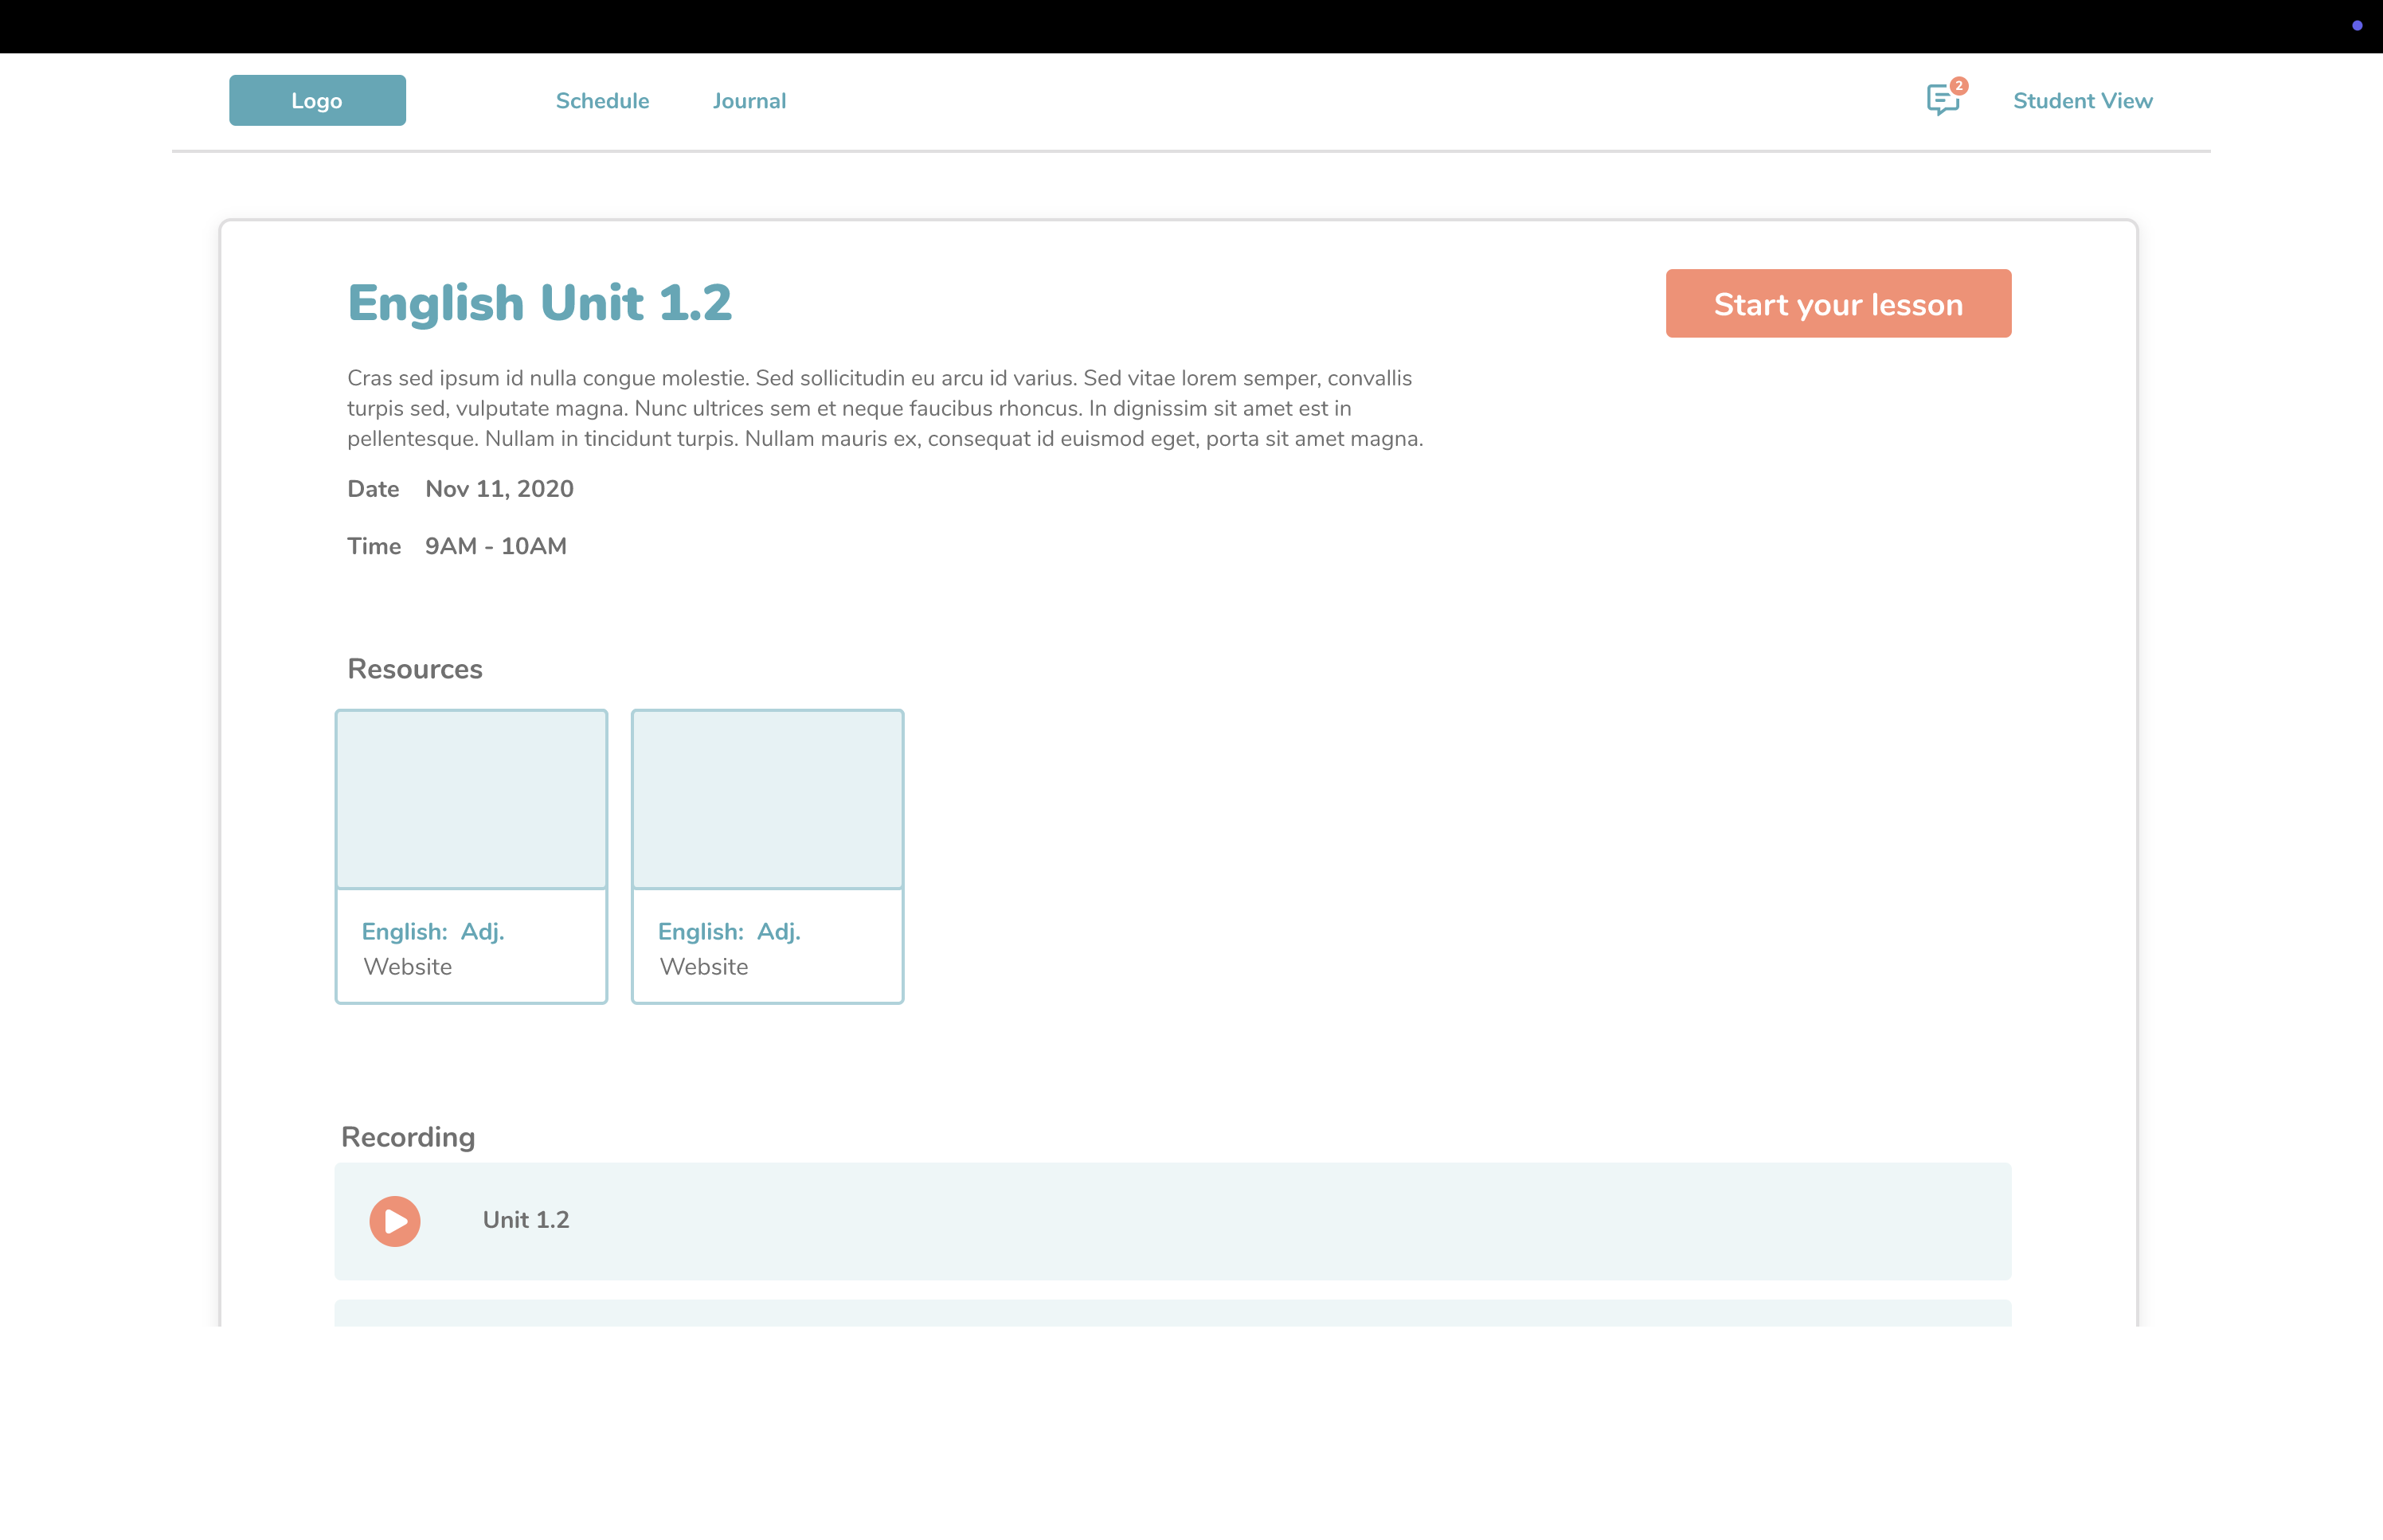 Logo
Schedule
Journal
2
Student View
English Unit 1.2
Start your lesson
Cras sed ipsum id nulla congue molestie. Sed sollicitudin eu arcu id varius. Sed vitae lorem semper, convallis
turpis sed, vulputate magna. Nunc ultrices sem et neque faucibus rhoncus. In dignissim sit amet est in
pellentesque. Nullam in tincidunt turpis. Nullam mauris ex, consequat id euismod eget, porta sit amet magna.
Date Nov 11, 2020
Time 9AM - 10AM
Resources
English: Adj.
Website
English: Adj.
Website
Recording
Unit 1.2